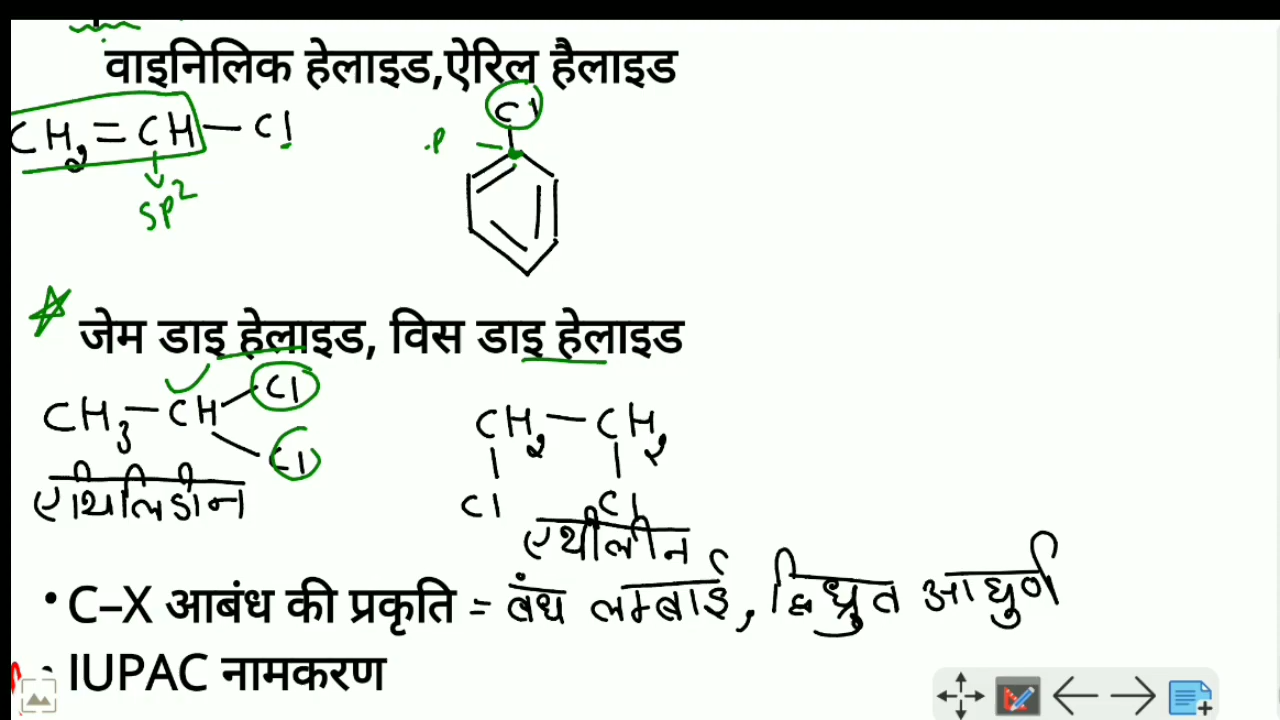 वाइनिलिक हेलाइड,ऐरिल हैलाइड
CH₂=CH—Cl
Cl
SP²
जेम डाइ हेलाइड, विस डाइ हेलाइड
CH₃—CH
Cl
Cl
CH₂—CH₂
Cl Cl
एथिलिडीन
एथीलीन
• C–X आबंध की प्रकृति = बंध लम्बाई, द्विध्रुत आघुर्ण
• IUPAC नामकरण